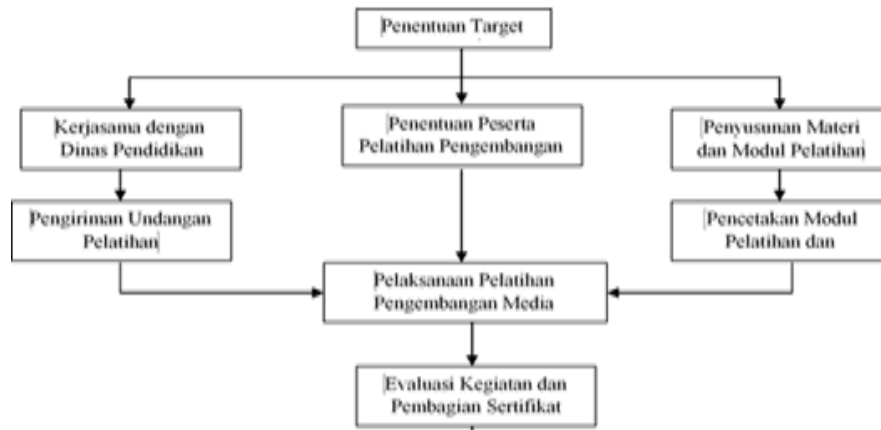 Penentuan Target
Kerjasama dengan
Dinas Pendidikan
Penentuan Peserta
Pelatihan Pengembangan
Penyusunan Materi
dan Modul Pelatihan
Pengiriman Undangan
Pelatihan
Pencetakan Modul
Pelatihan dan
Pelaksanaan Pelatihan
Pengembangan Media
Evaluasi Kegiatan dan
Pembagian Sertifikat